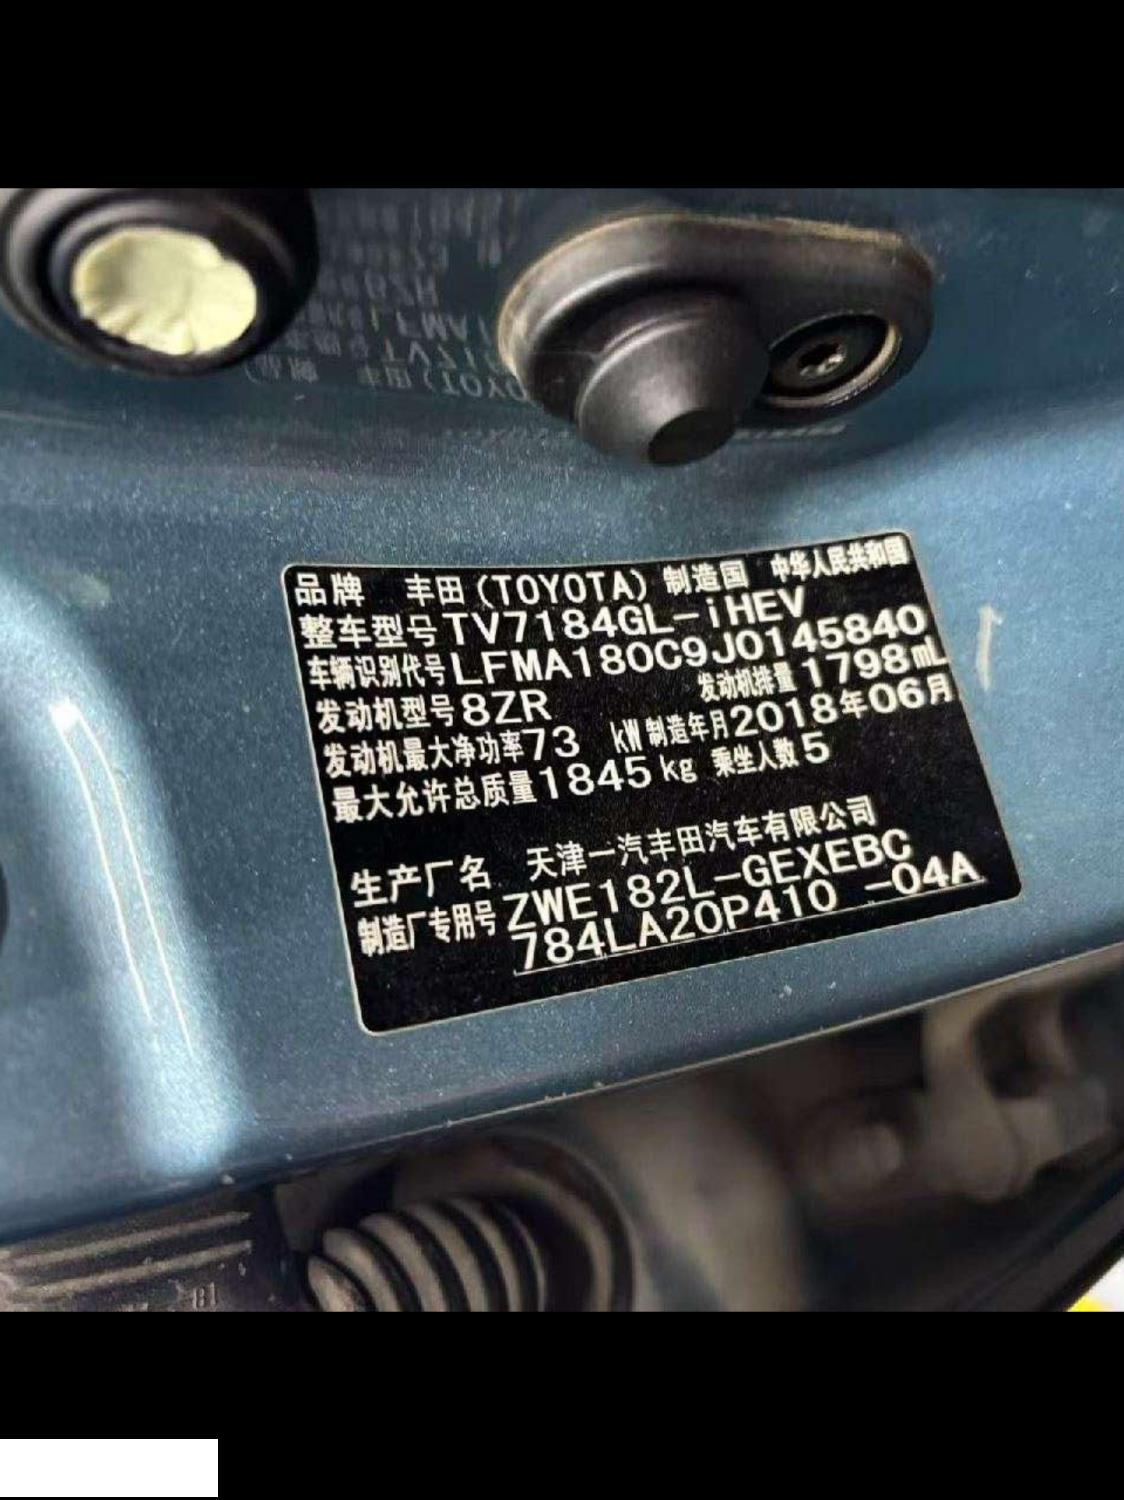 品牌 丰田(TOYOTA) 制造国 中华人民共和国
整车型号 TV7184GL-iHEV
车辆识别代号 LFMA180C9J0145840
发动机型号 8ZR 发动机排量 1798mL
发动机最大净功率 73 kW 制造年月 2018年06月
最大允许总质量 1845 kg 乘坐人数 5
生产厂名 天津一汽丰田汽车有限公司
制造厂专用号 ZWE182L-GEXEBC
784LA20P410 -04A